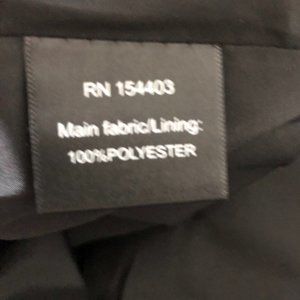 RN 154403
Main fabric/Lining:
100%POLYESTER